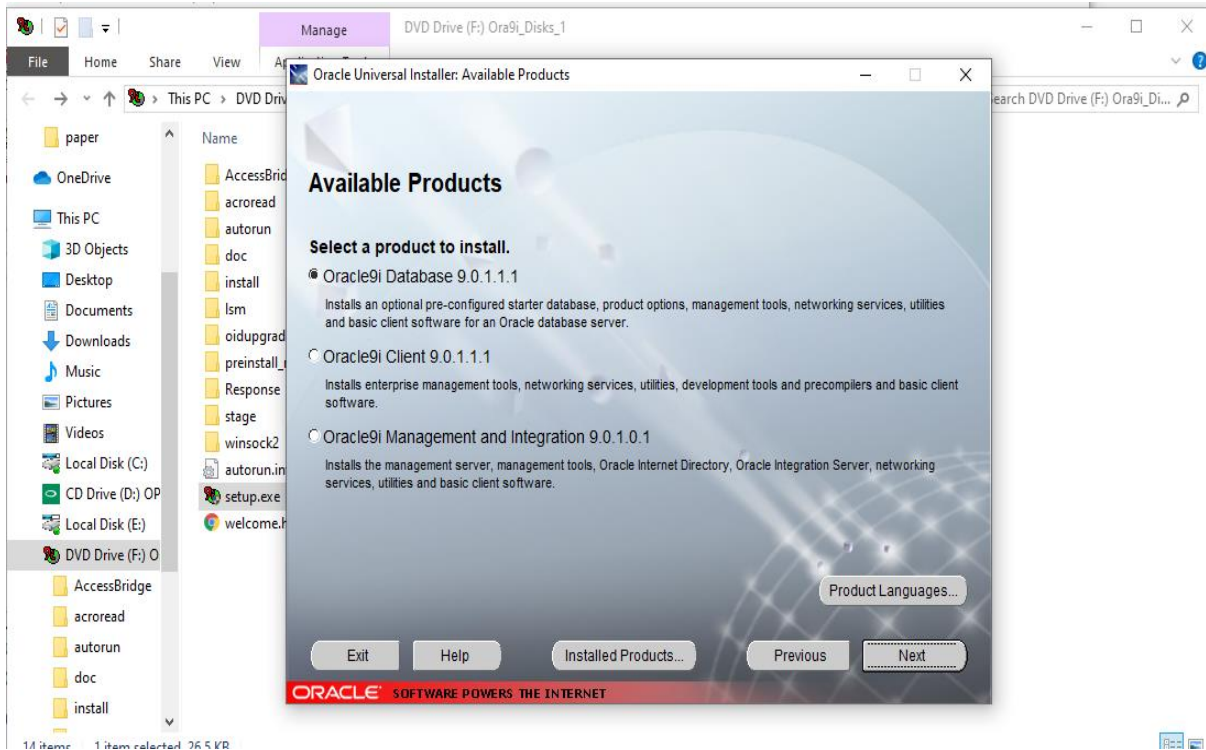 Manage
DVD Drive (F:) Ora9i_Disks_1
File Home Share View
This PC > DVD Driv
Search DVD Drive (F:) Ora9i_Di...
paper
OneDrive
This PC
3D Objects
Desktop
Documents
Downloads
Music
Pictures
Videos
Local Disk (C:)
CD Drive (D:) OP
Local Disk (E:)
DVD Drive (F:) O
AccessBridge
acroread
autorun
doc
install
Name
AccessBrid
acroread
autorun
doc
install
lsm
oidupgrad
preinstall_
Response
stage
winsock2
autorun.in
setup.exe
welcome.h
Oracle Universal Installer: Available Products
Available Products
Select a product to install.
Oracle9i Database 9.0.1.1.1
Installs an optional pre-configured starter database, product options, management tools, networking services, utilities
and basic client software for an Oracle database server.
Oracle9i Client 9.0.1.1.1
Installs enterprise management tools, networking services, utilities, development tools and precompilers and basic client
software.
Oracle9i Management and Integration 9.0.1.0.1
Installs the management server, management tools, Oracle Internet Directory, Oracle Integration Server, networking
services, utilities and basic client software.
Product Languages...
Exit Help Installed Products... Previous Next
ORACLE SOFTWARE POWERS THE INTERNET
14 items 1 item selected 26.5 KB